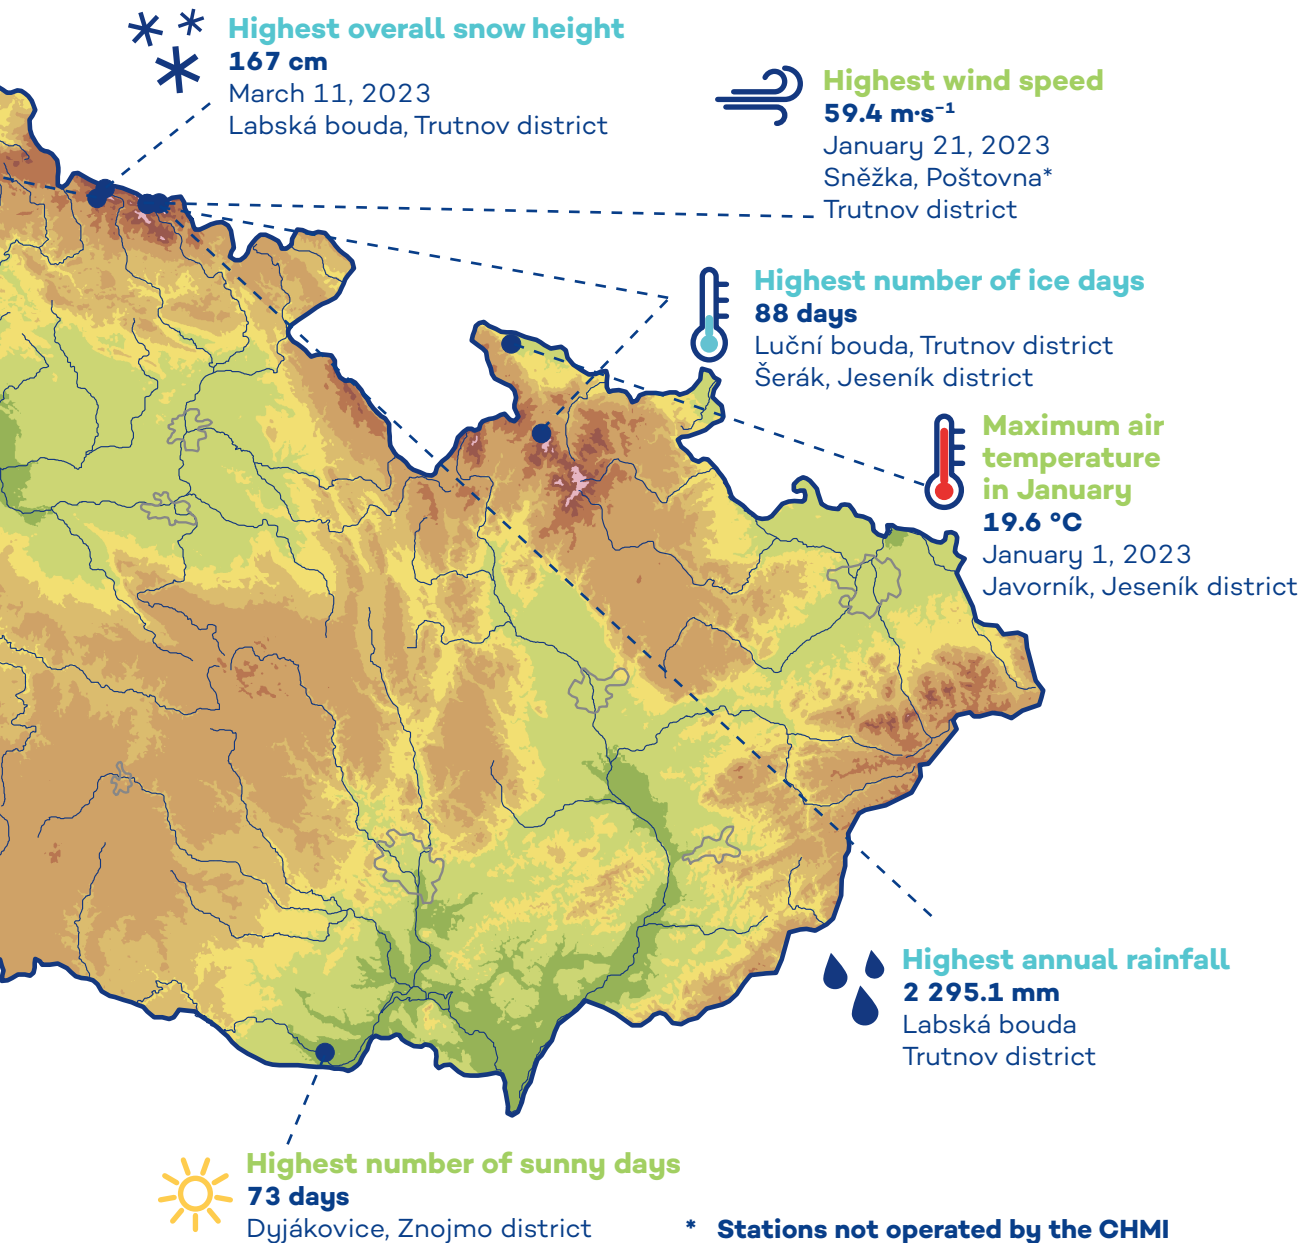 Highest overall snow height
167 cm
March 11, 2023
Labská bouda, Trutnov district
Highest wind speed
59.4 m·s⁻¹
January 21, 2023
Sněžka, Poštovna*
Trutnov district
Highest number of ice days
88 days
Luční bouda, Trutnov district
Šerák, Jeseník district
Maximum air
temperature
in January
19.6 °C
January 1, 2023
Javorník, Jeseník district
Highest annual rainfall
2 295.1 mm
Labská bouda
Trutnov district
Highest number of sunny days
73 days
Dyjákovice, Znojmo district
* Stations not operated by the CHMI